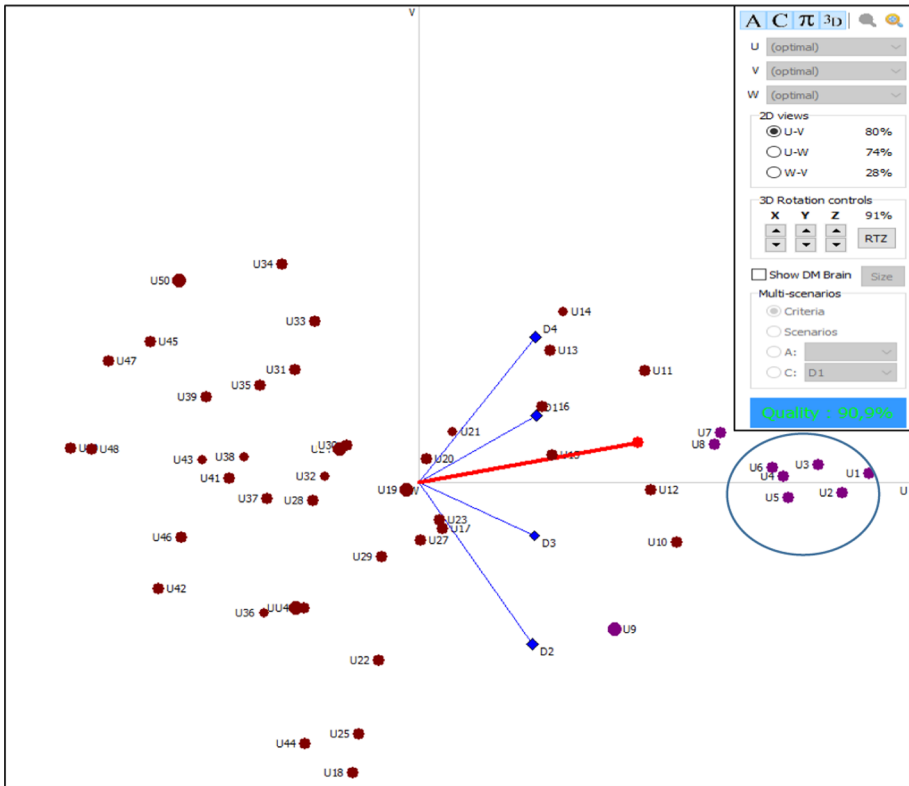 V
A C π 3D
U (optimal)
V (optimal)
W (optimal)
2D views
U-V 80%
U-W 74%
W-V 28%
3D Rotation controls
X Y Z 91%
RTZ
Show DM Brain Size
Multi-scenarios
Criteria
Scenarios
A:
C: D1
Quality : 90,9%
U34
U50
U14
U33
D4
U45
U13
U47
U31
U11
U35
U39
D1
16
U21
U7
U30
U8
U48
U43
U38
U20
U3
U6
U1
U41
U32
U4
U19
W
U12
U2
U
U37
U28
U5
U23
U17
U46
U27
D3
U10
U29
U42
U36
U9
D2
U22
U25
U44
U18